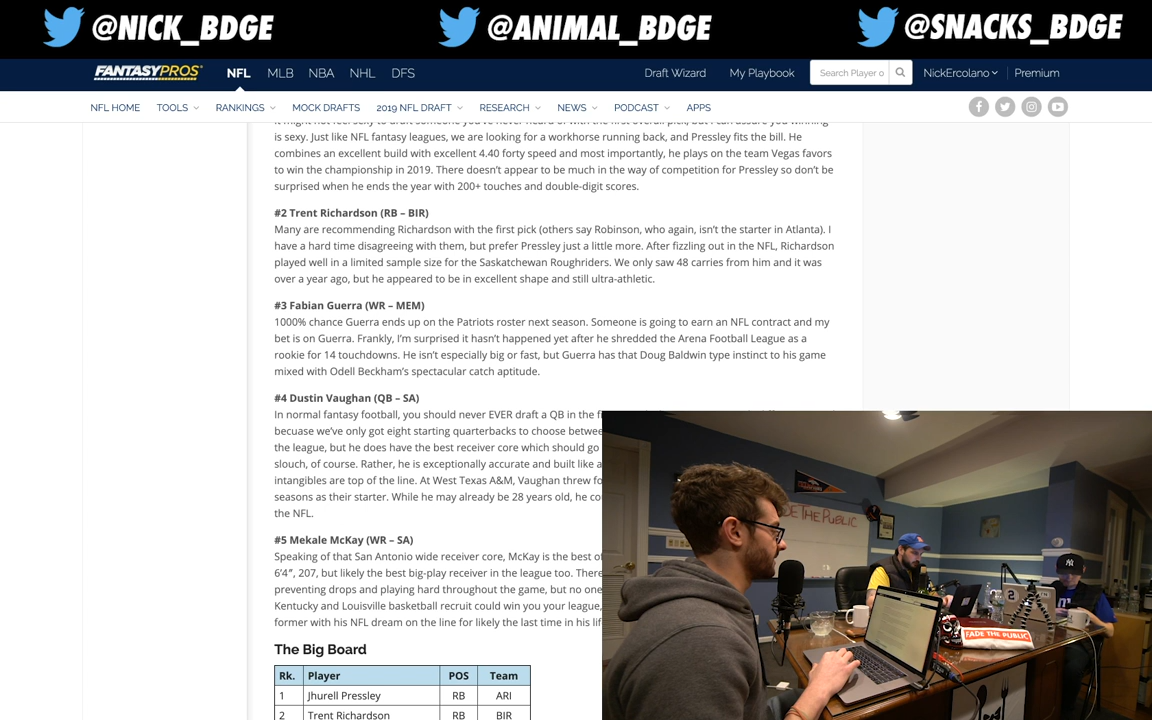 @NICK_BDGE @ANIMAL_BDGE @SNACKS_BDGE
FANTASYPROS NFL MLB NBA NHL DFS Draft Wizard My Playbook Search Player o NickErcolano Premium
NFL HOME TOOLS RANKINGS MOCK DRAFTS 2019 NFL DRAFT RESEARCH NEWS PODCAST APPS
is sexy. Just like NFL fantasy leagues, we are looking for a workhorse running back, and Pressley fits the bill. He
combines an excellent build with excellent 4.40 forty speed and most importantly, he plays on the team Vegas favors
to win the championship in 2019. There doesn't appear to be much in the way of competition for Pressley so don't be
surprised when he ends the year with 200+ touches and double-digit scores.
#2 Trent Richardson (RB – BIR)
Many are recommending Richardson with the first pick (others say Robinson, who again, isn't the starter in Atlanta). I
have a hard time disagreeing with them, but prefer Pressley just a little more. After fizzling out in the NFL, Richardson
played well in a limited sample size for the Saskatchewan Roughriders. We only saw 48 carries from him and it was
over a year ago, but he appeared to be in excellent shape and still ultra-athletic.
#3 Fabian Guerra (WR – MEM)
1000% chance Guerra ends up on the Patriots roster next season. Someone is going to earn an NFL contract and my
bet is on Guerra. Frankly, I'm surprised it hasn't happened yet after he shredded the Arena Football League as a
rookie for 14 touchdowns. He isn't especially big or fast, but Guerra has that Doug Baldwin type instinct to his game
mixed with Odell Beckham's spectacular catch aptitude.
#4 Dustin Vaughan (QB – SA)
In normal fantasy football, you should never EVER draft a QB in the fi
becuase we've only got eight starting quarterbacks to choose betwee
the league, but he does have the best receiver core which should go
slouch, of course. Rather, he is exceptionally accurate and built like a
intangibles are top of the line. At West Texas A&M, Vaughan threw fo
seasons as their starter. While he may already be 28 years old, he co
the NFL.
#5 Mekale McKay (WR – SA)
Speaking of that San Antonio wide receiver core, McKay is the best of
6'4", 207, but likely the best big-play receiver in the league too. There
preventing drops and playing hard throughout the game, but no one
Kentucky and Louisville basketball recruit could win you your league,
former with his NFL dream on the line for likely the last time in his lif
The Big Board
Rk. Player POS Team
1 Jhurell Pressley RB ARI
2 Trent Richardson RB BIR
DE THE PUBLIC
FADE THE PUBLIC